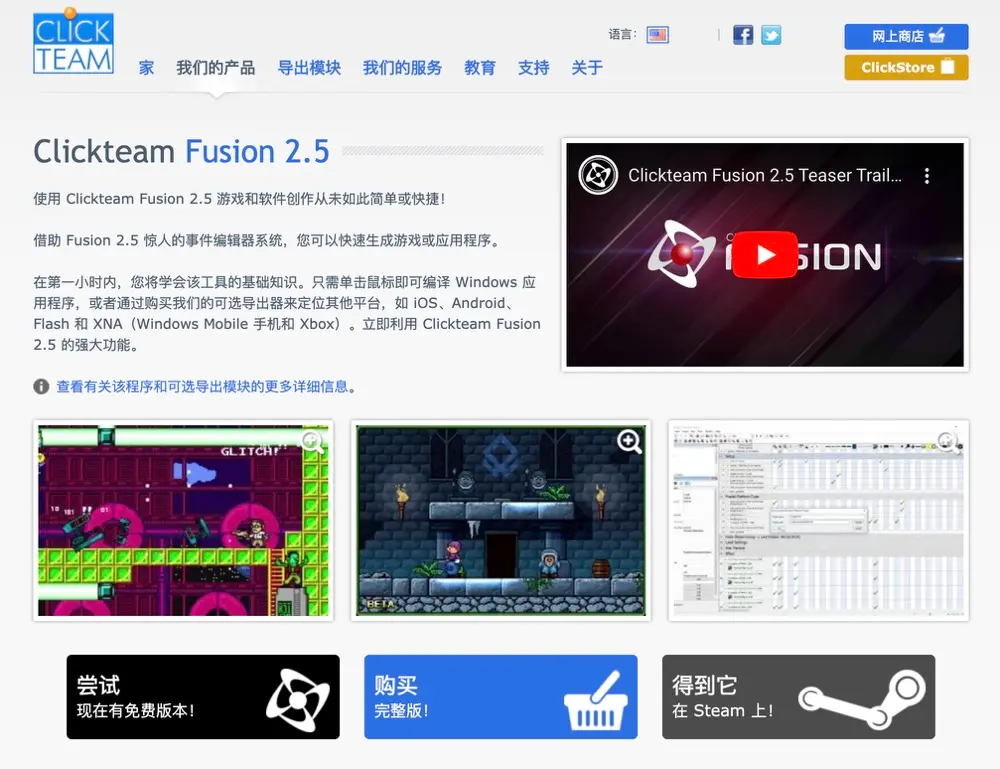 CLICK
TEAM
语言:
网上商店
ClickStore
家 我们的产品 导出模块 我们的服务 教育 支持 关于
Clickteam Fusion 2.5
使用 Clickteam Fusion 2.5 游戏和软件创作从未如此简单或快捷！
借助 Fusion 2.5 惊人的事件编辑器系统，您可以快速生成游戏或应用程序。
在第一小时内，您将学会该工具的基础知识。只需单击鼠标即可编译 Windows 应
用程序，或者通过购买我们的可选导出器来定位其他平台，如 iOS、Android、
Flash 和 XNA（Windows Mobile 手机和 Xbox）。立即利用 Clickteam Fusion
2.5 的强大功能。
查看有关该程序和可选导出模块的更多详细信息。
Clickteam Fusion 2.5 Teaser Trail...
SION
GLITCH!
BETA
尝试
现在有免费版本！
购买
完整版！
得到它
在 Steam 上！